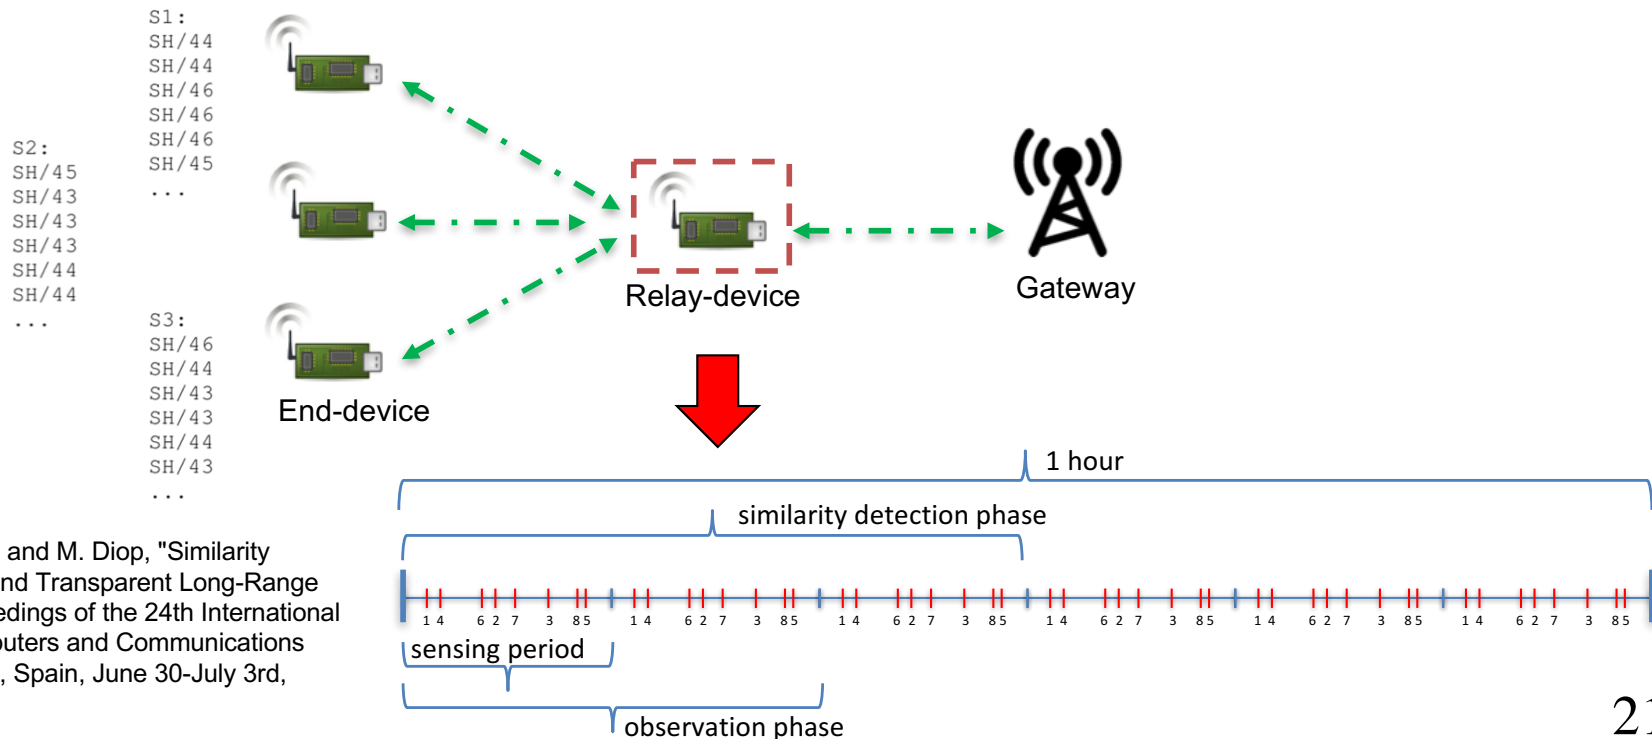 S1:
SH/44
SH/44
SH/46
SH/46
SH/46
SH/45
...
S2:
SH/45
SH/43
SH/43
SH/43
SH/44
SH/44
...
S3:
SH/46
SH/44
SH/43
SH/43
SH/44
SH/43
...
End-device
Relay-device
Gateway
1 hour
similarity detection phase
1 4 6 2 7 3 8 5 1 4 6 2 7 3 8 5 1 4 6 2 7 3 8 5 1 4 6 2 7 3 8 5 1 4 6 2 7 3 8 5 1 4 6 2 7 3 8 5
sensing period
observation phase
and M. Diop, "Similarity
nd Transparent Long-Range
eedings of the 24th International
puters and Communications
, Spain, June 30-July 3rd,
21